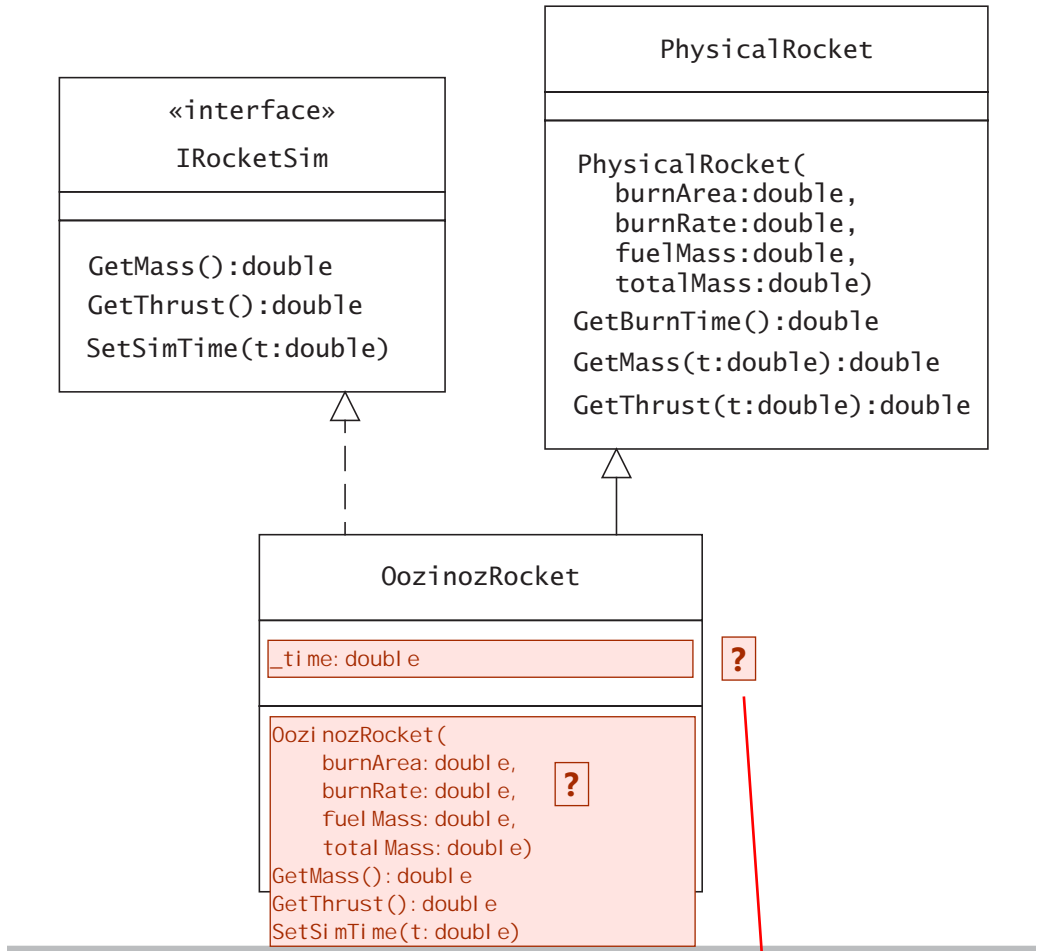 «interface»
IRocketSim
GetMass():double
GetThrust():double
SetSimTime(t:double)
PhysicalRocket
PhysicalRocket(
burnArea:double,
burnRate:double,
fuelMass:double,
totalMass:double)
GetBurnTime():double
GetMass(t:double):double
GetThrust(t:double):double
OozinozRocket
_time:double
?
OozinozRocket(
burnArea:double,
burnRate:double,
fuelMass:double,
totalMass:double)
?
GetMass():double
GetThrust():double
SetSimTime(t:double)